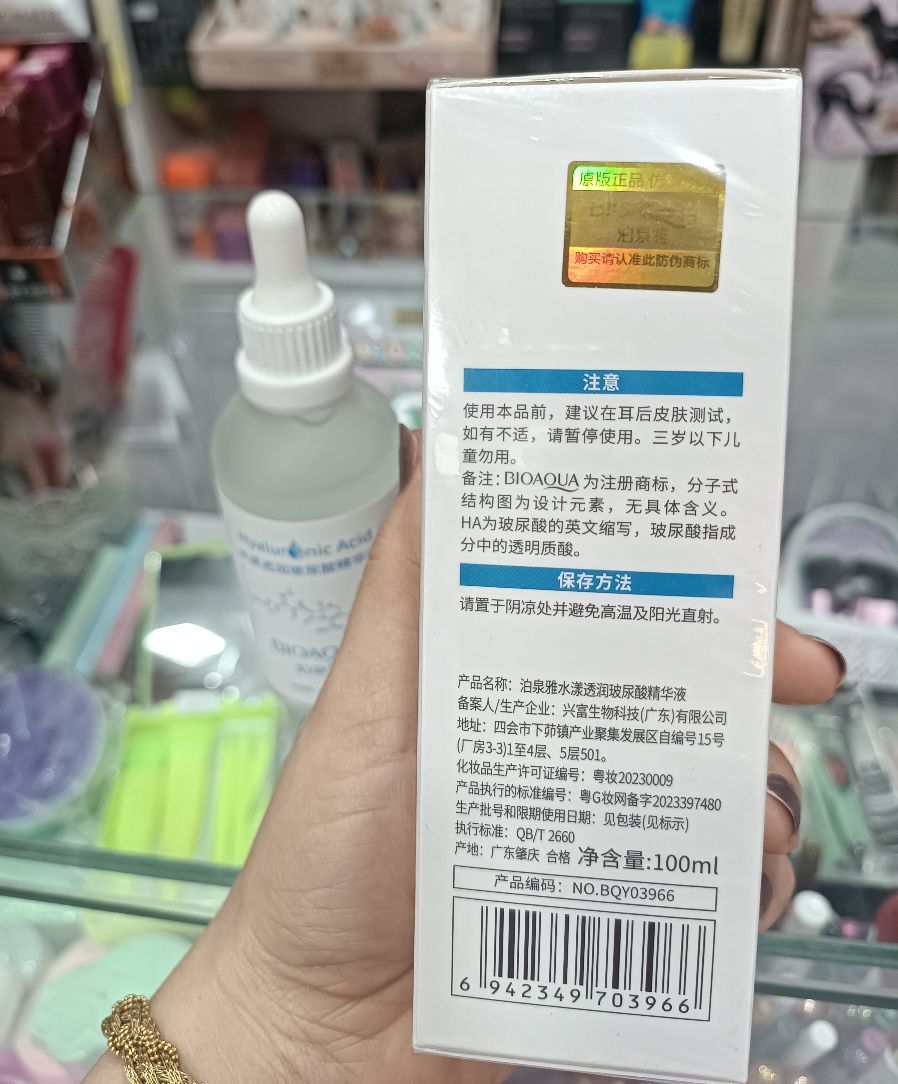 原版正品
泊泉雅
购买请认准此防伪商标
注意
使用本品前，建议在耳后皮肤测试，
如有不适，请暂停使用。三岁以下儿
童勿用。
备注：BIOAQUA为注册商标，分子式
结构图为设计元素，无具体含义。
HA为玻尿酸的英文缩写，玻尿酸指成
分中的透明质酸。
保存方法
请置于阴凉处并避免高温及阳光直射。
产品名称：泊泉雅水漾透润玻尿酸精华液
备案人/生产企业：兴富生物科技(广东)有限公司
地址：四会市下茆镇产业聚集发展区自编号15号
(厂房3-3)1至4层、5层501。
化妆品生产许可证编号：粤妆20230009
产品执行的标准编号：粤G妆网备字2023397480
生产批号和限期使用日期：见包装(见标示)
执行标准：QB/T 2660
产地：广东肇庆 合格 净含量:100ml
产品编码：NO.BQY03966
6 942349 703966
Hyaluronic Acid
BIOAQUA